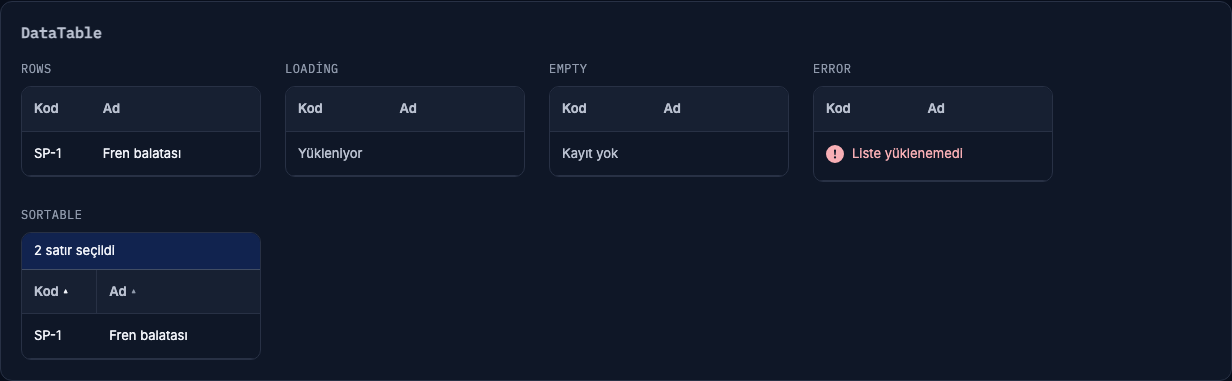 DataTable
ROWS
Kod Ad
SP-1 Fren balatası
LOADİNG
Kod Ad
Yükleniyor
EMPTY
Kod Ad
Kayıt yok
ERROR
Kod Ad
! Liste yüklenemedi
SORTABLE
2 satır seçildi
Kod ▴ Ad ▴
SP-1 Fren balatası